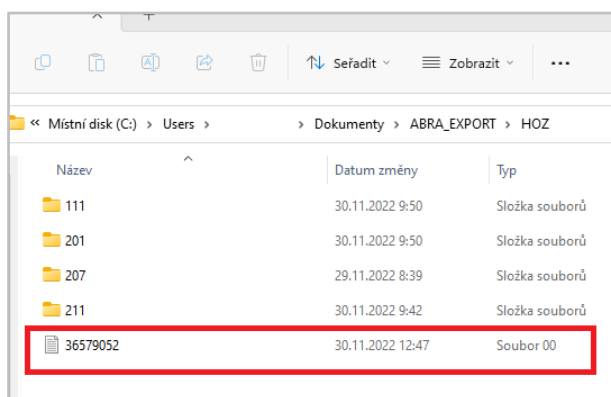 Seřadit Zobrazit
« Místní disk (C:) > Users > > Dokumenty > ABRA_EXPORT > HOZ
Název Datum změny Typ
111 30.11.2022 9:50 Složka souborů
201 30.11.2022 9:50 Složka souborů
207 29.11.2022 8:39 Složka souborů
211 30.11.2022 9:42 Složka souborů
36579052 30.11.2022 12:47 Soubor 00